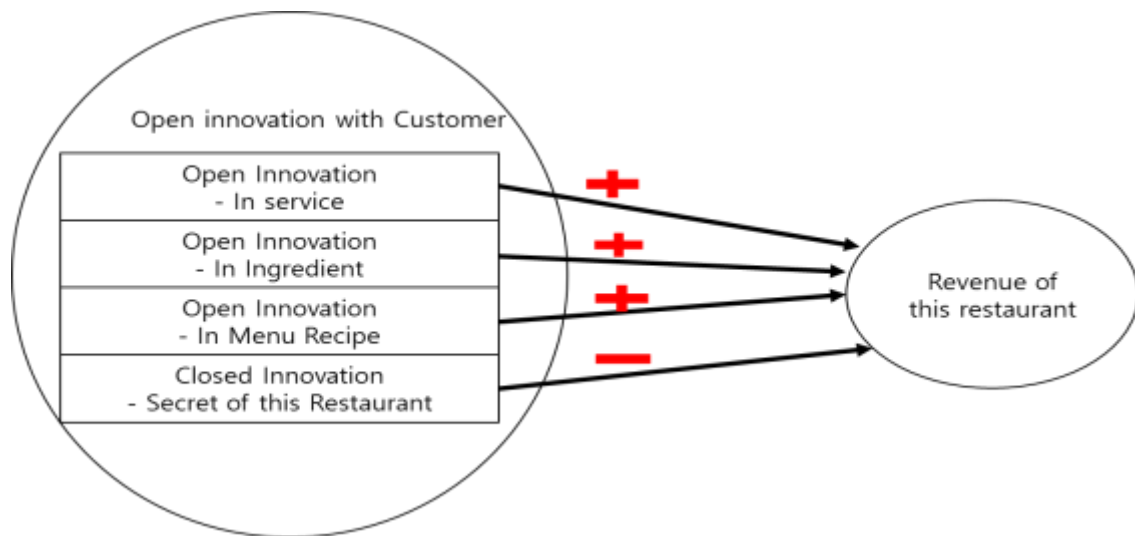 Open innovation with Customer
Open Innovation
- In service
Open Innovation
- In Ingredient
Open Innovation
- In Menu Recipe
Closed Innovation
- Secret of this Restaurant
+
+
+
−
Revenue of
this restaurant